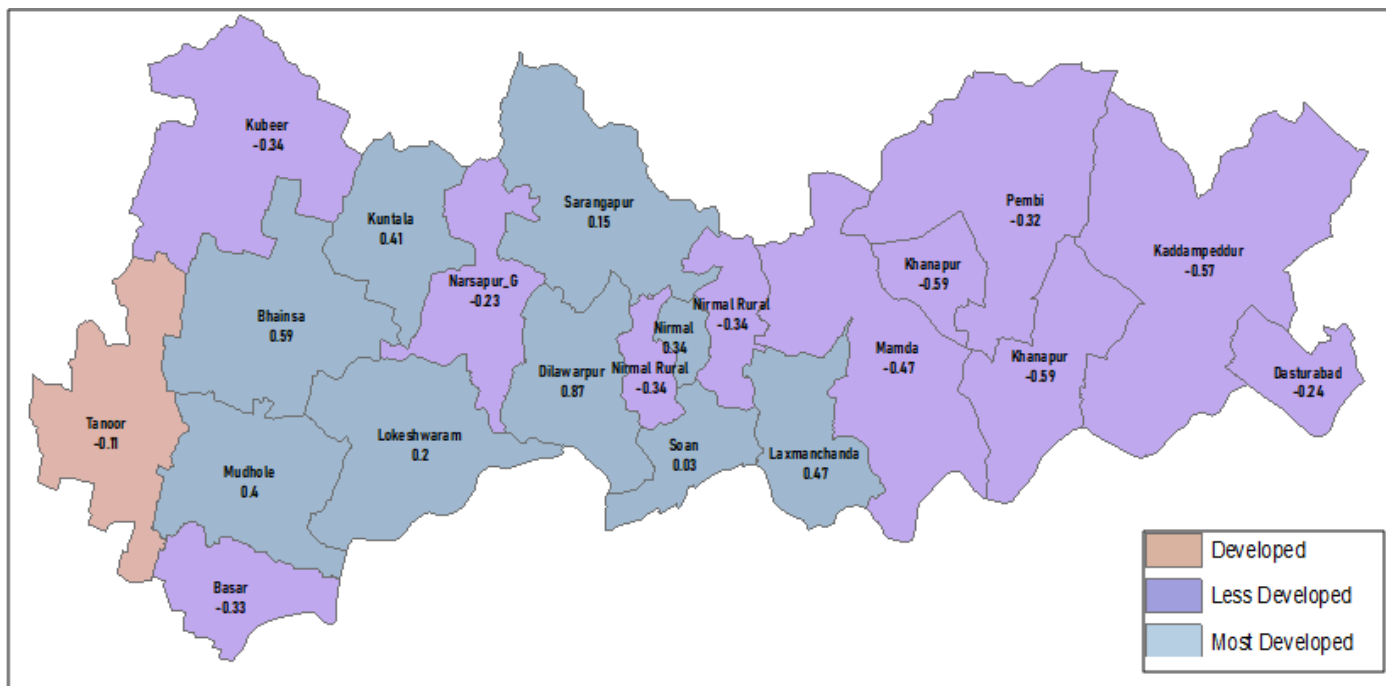 Kubeer
-0.34
Kuntala
0.41
Sarangapur
0.15
Pembi
-0.32
Kaddampeddur
-0.57
Khanapur
-0.59
Narsapur_G
-0.23
Nirmal Rural
-0.34
Bhainsa
0.59
Nirmal
0.34
Mamda
-0.47
Khanapur
-0.59
Dilawarpur
0.87
Nirmal Rural
-0.34
Dasturabad
-0.24
Tanoor
-0.11
Lokeshwaram
0.2
Soan
0.03
Laxmanchanda
0.47
Mudhole
0.4
Basar
-0.33
Developed
Less Developed
Most Developed